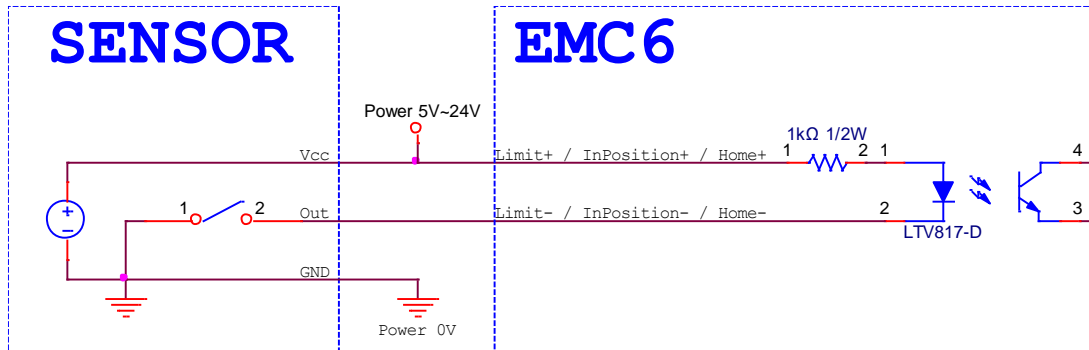 SENSOR
EMC6
Power 5V~24V
1kΩ 1/2W
Vcc
Limit+ / InPosition+ / Home+
1
2
1
4
+
-
1
2
Out
Limit- / InPosition- / Home-
2
3
LTV817-D
GND
Power 0V